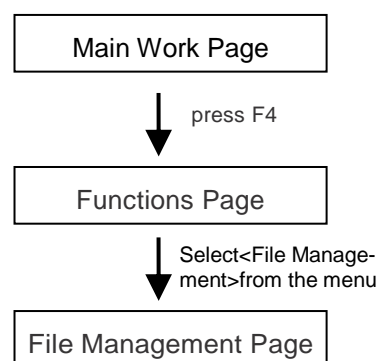 Main Work Page
press F4
Functions Page
Select<File Manage-
ment>from the menu
File Management Page